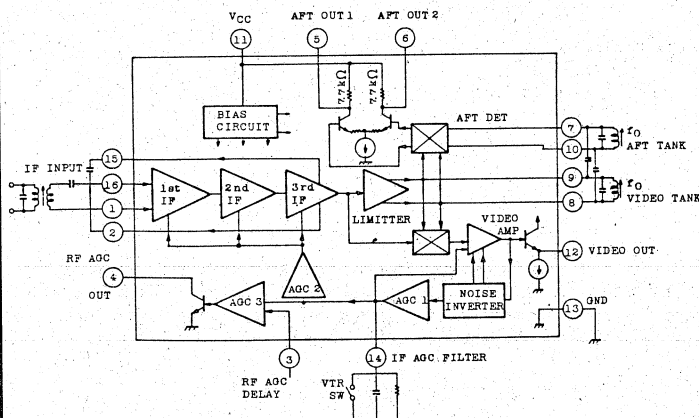 VCC
AFT OUT 1
AFT OUT 2
11
5
6
7.7kΩ
7.7kΩ
BIAS
CIRCUIT
AFT DET
7
fO
10
AFT TANK
IF INPUT
15
16
1st
IF
2nd
IF
3rd
IF
9
fO
1
LIMITTER
8
VIDEO TANK
2
VIDEO
AMP
RF AGC
12
VIDEO OUT
4
OUT
AGC 2
AGC 3
AGC 1
NOISE
INVERTER
13
GND
3
14
IF AGC FILTER
RF AGC
DELAY
VTR
SW